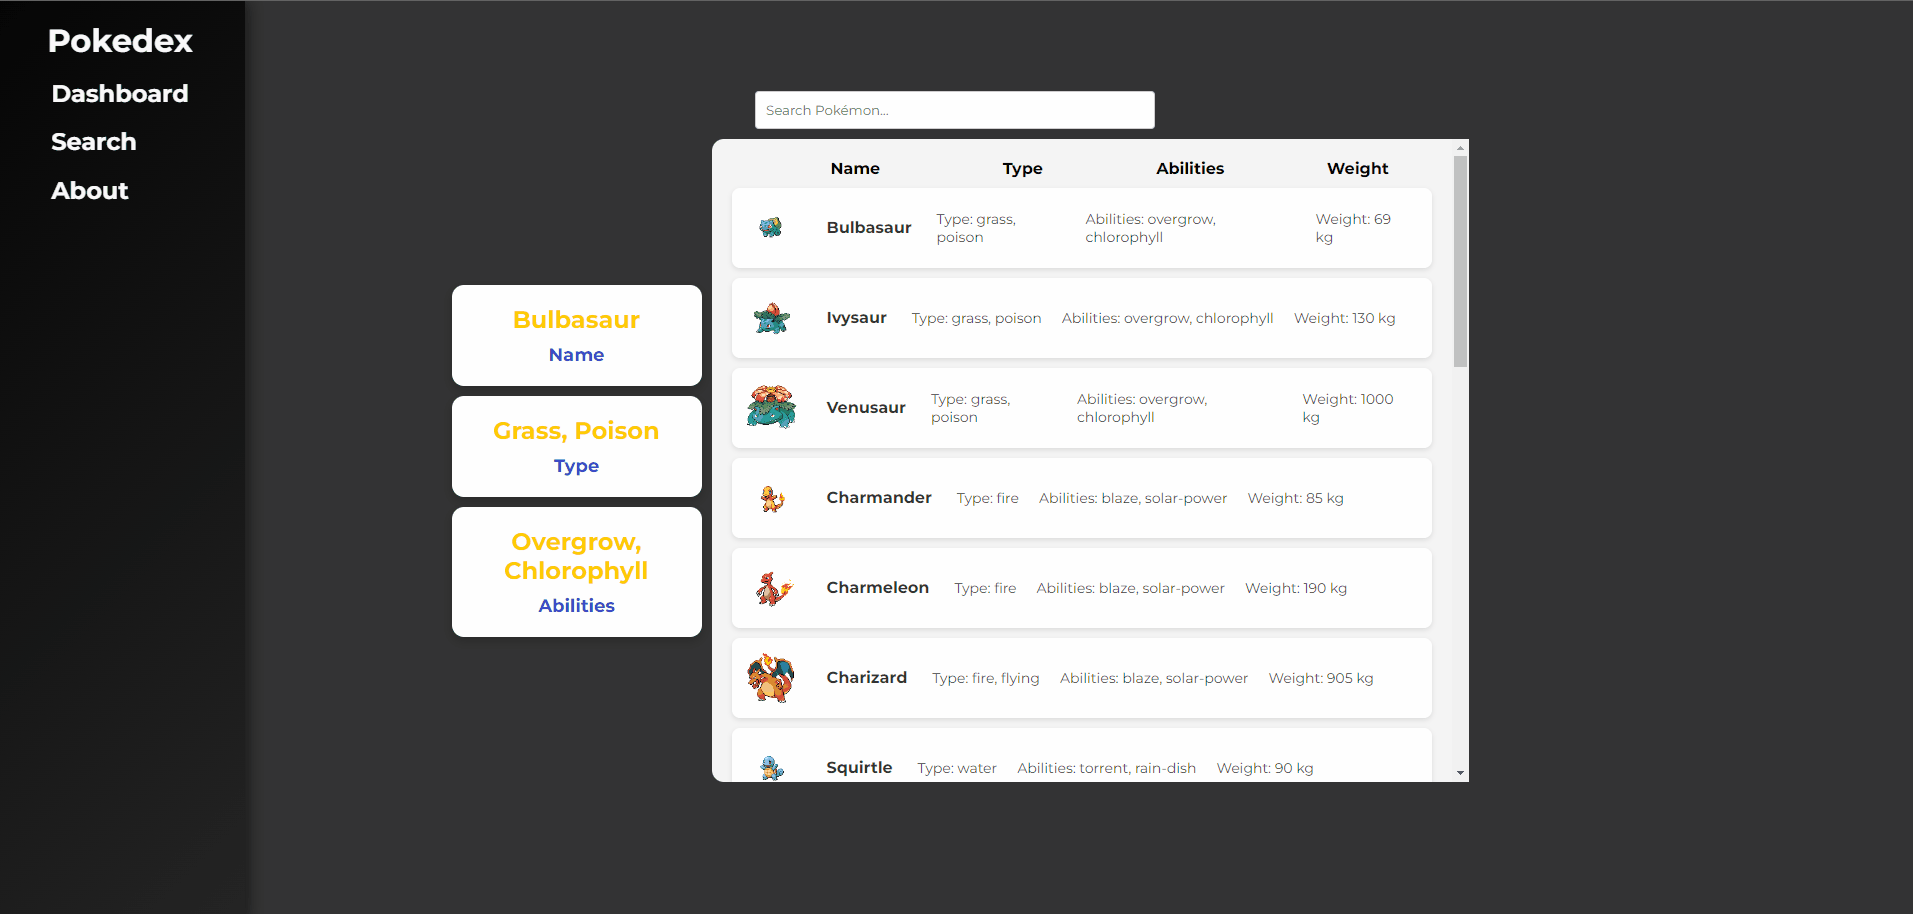 Pokedex
Dashboard
Search
About
Search Pokémon...
Bulbasaur
Name
Grass, Poison
Type
Overgrow,
Chlorophyll
Abilities
Name Type Abilities Weight
Bulbasaur Type: grass, poison Abilities: overgrow, chlorophyll Weight: 69 kg
Ivysaur Type: grass, poison Abilities: overgrow, chlorophyll Weight: 130 kg
Venusaur Type: grass, poison Abilities: overgrow, chlorophyll Weight: 1000 kg
Charmander Type: fire Abilities: blaze, solar-power Weight: 85 kg
Charmeleon Type: fire Abilities: blaze, solar-power Weight: 190 kg
Charizard Type: fire, flying Abilities: blaze, solar-power Weight: 905 kg
Squirtle Type: water Abilities: torrent, rain-dish Weight: 90 kg